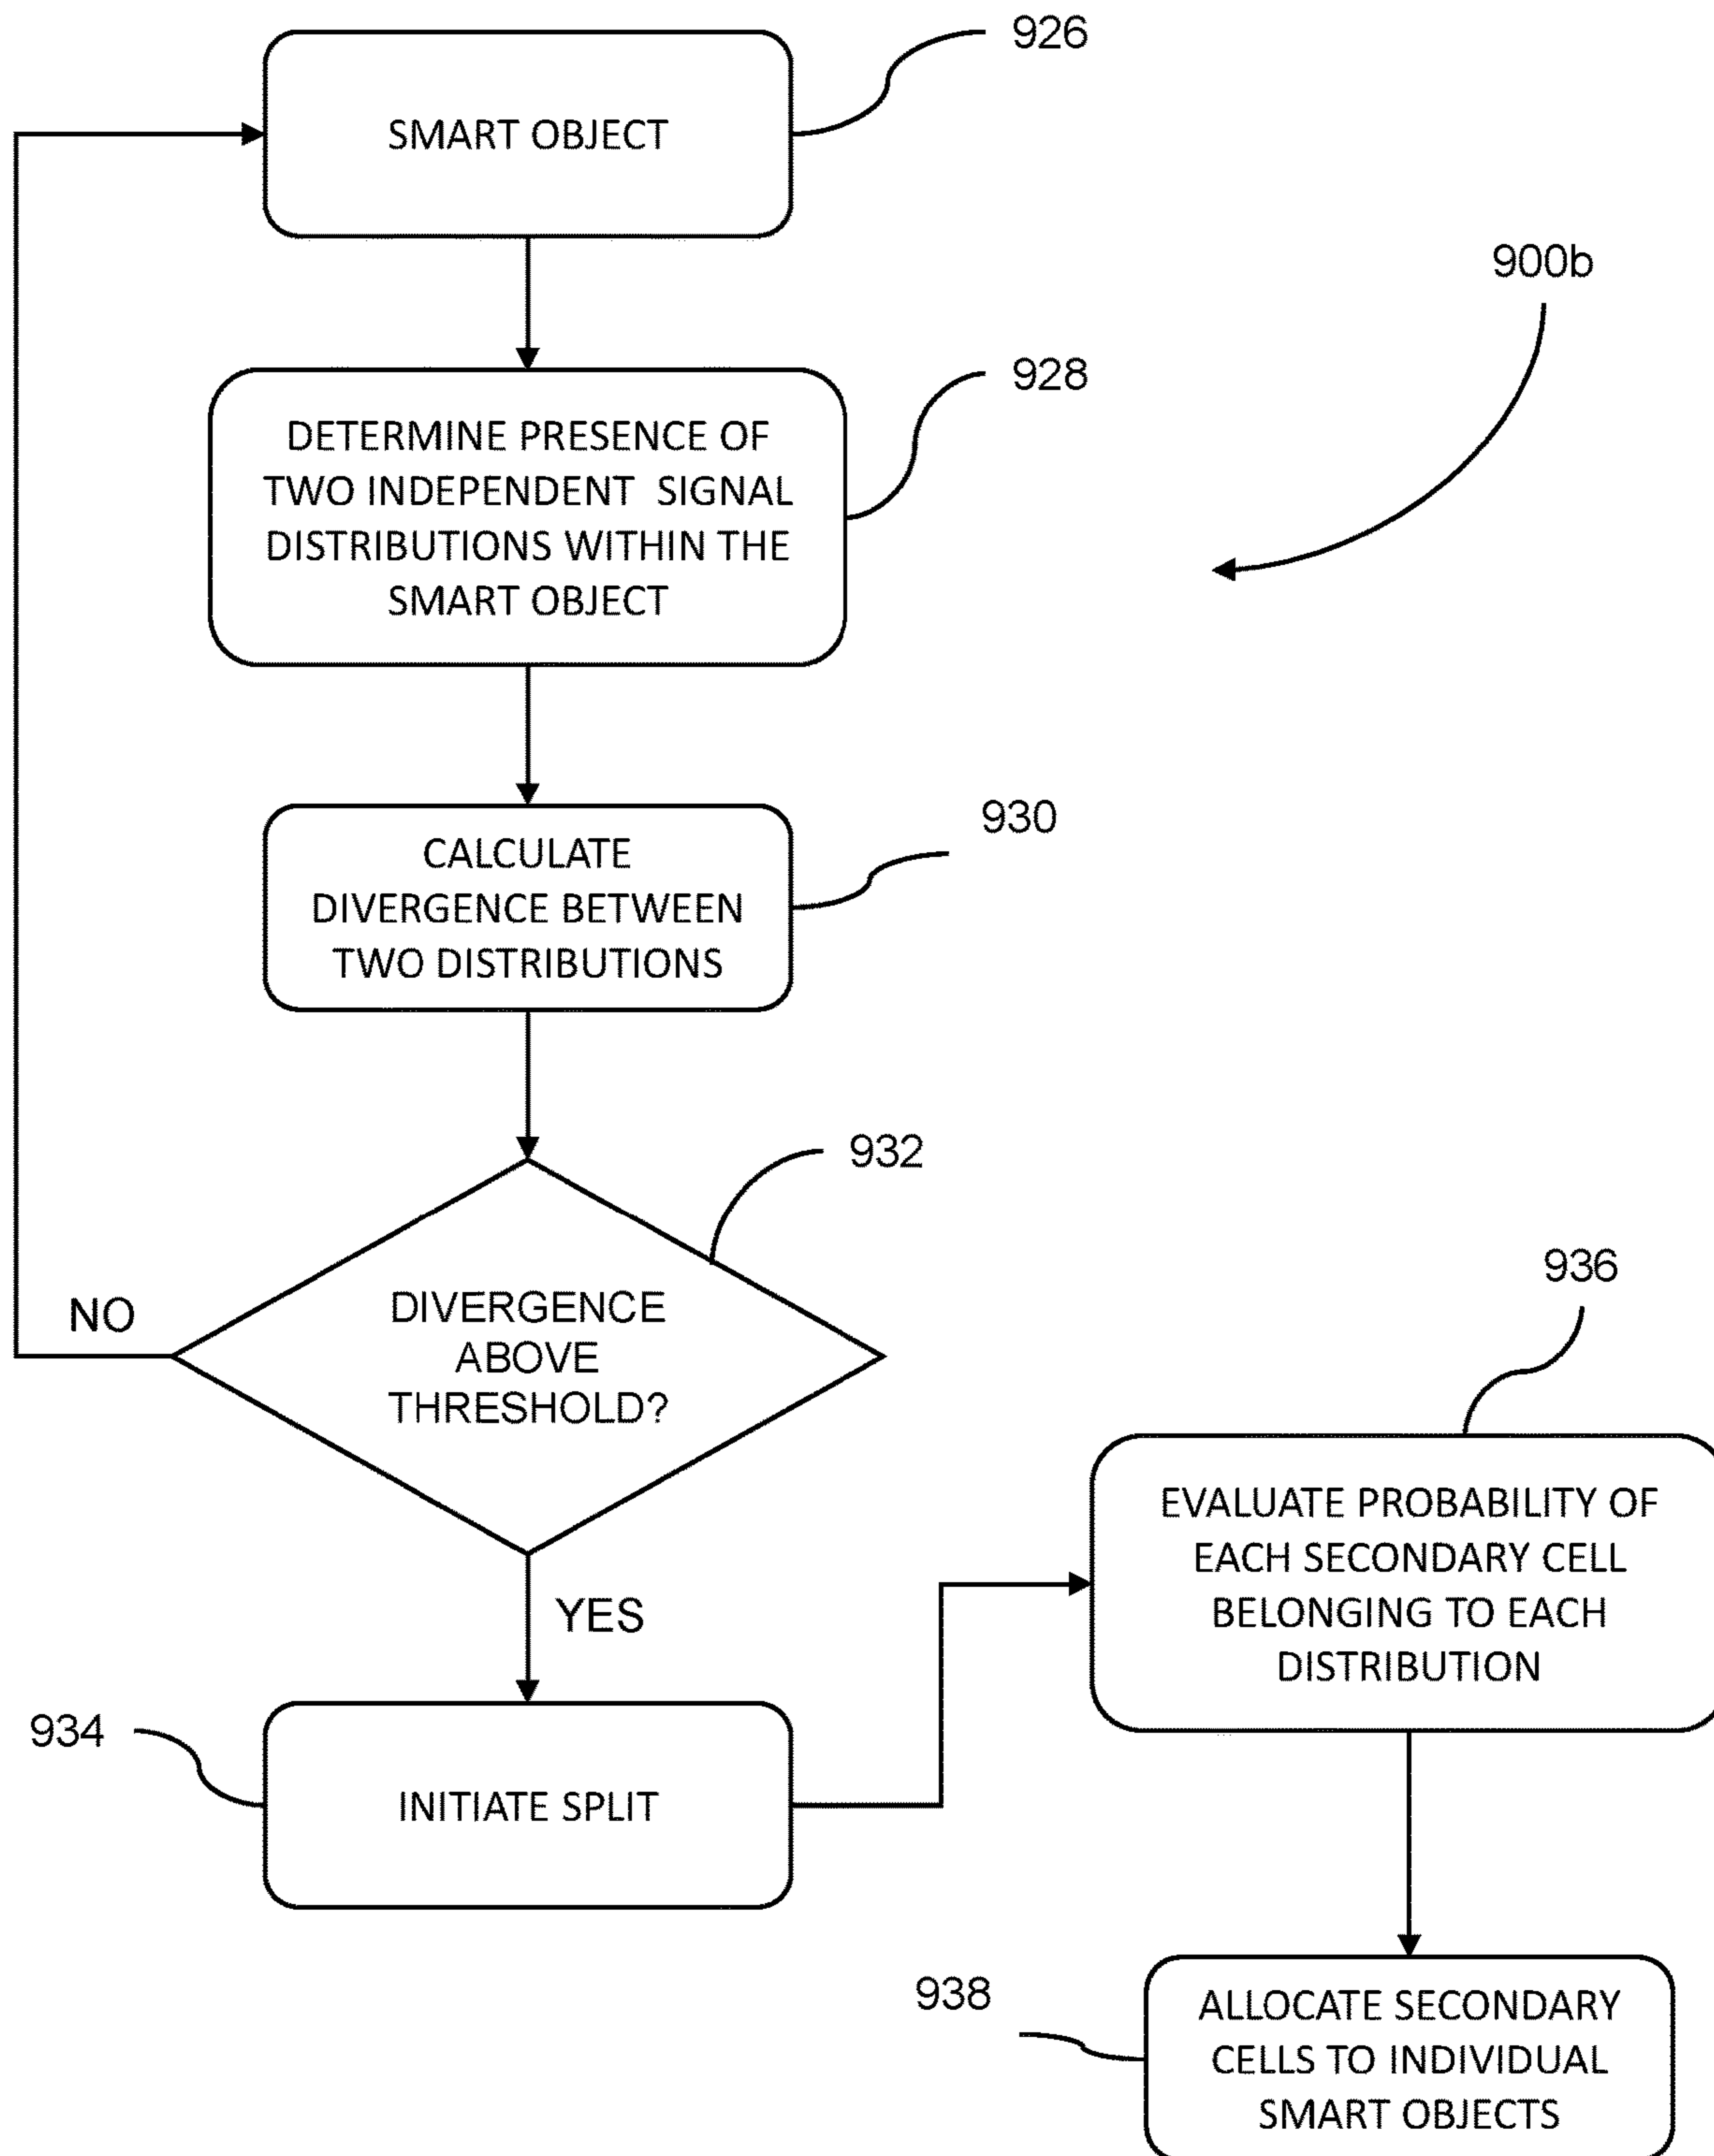 926
SMART OBJECT
900b
928
DETERMINE PRESENCE OF
TWO INDEPENDENT SIGNAL
DISTRIBUTIONS WITHIN THE
SMART OBJECT
930
CALCULATE
DIVERGENCE BETWEEN
TWO DISTRIBUTIONS
932
DIVERGENCE
ABOVE
THRESHOLD?
NO
YES
934
INITIATE SPLIT
936
EVALUATE PROBABILITY OF
EACH SECONDARY CELL
BELONGING TO EACH
DISTRIBUTION
938
ALLOCATE SECONDARY
CELLS TO INDIVIDUAL
SMART OBJECTS